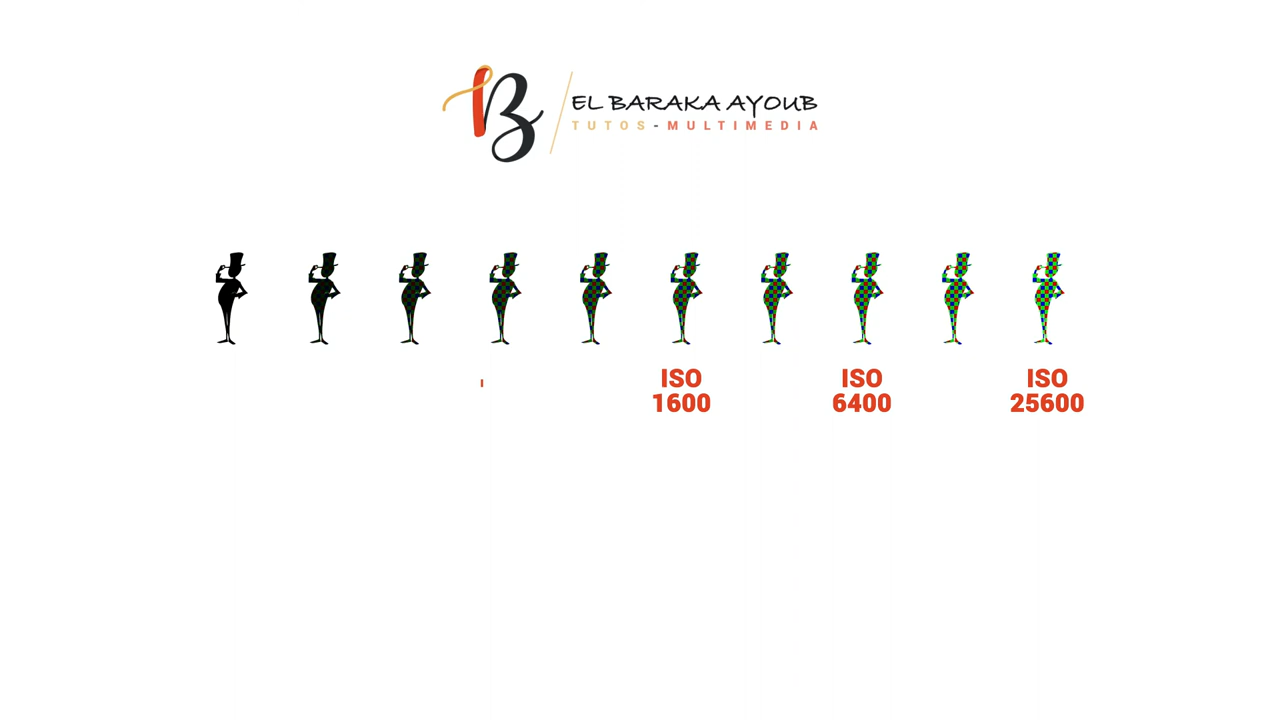 EL BARAKA AYOUB
TUTOS-MULTIMEDIA
ISO
1600
ISO
6400
ISO
25600